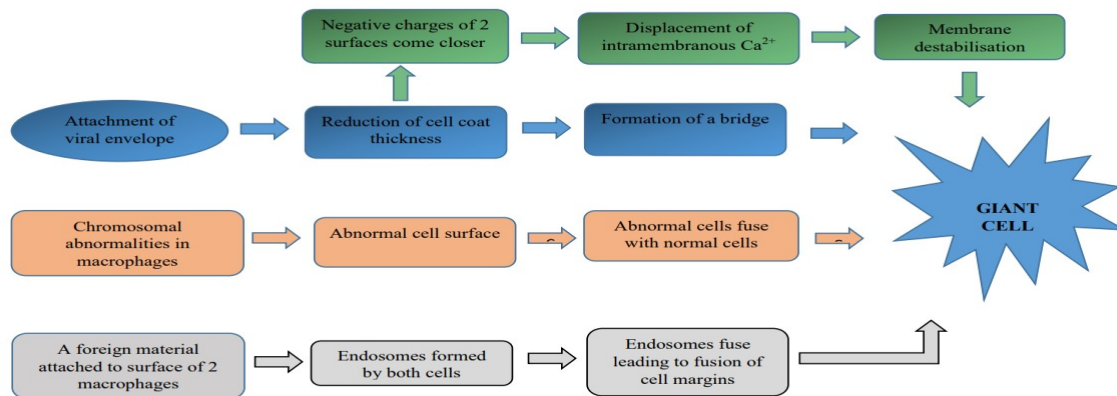 Negative charges of 2
surfaces come closer
Displacement of
intramembranous Ca²⁺
Membrane
destabilisation
Attachment of
viral envelope
Reduction of cell coat
thickness
Formation of a bridge
GIANT
CELL
Chromosomal
abnormalities in
macrophages
Abnormal cell surface
Abnormal cells fuse
with normal cells
A foreign material
attached to surface of 2
macrophages
Endosomes formed
by both cells
Endosomes fuse
leading to fusion of
cell margins